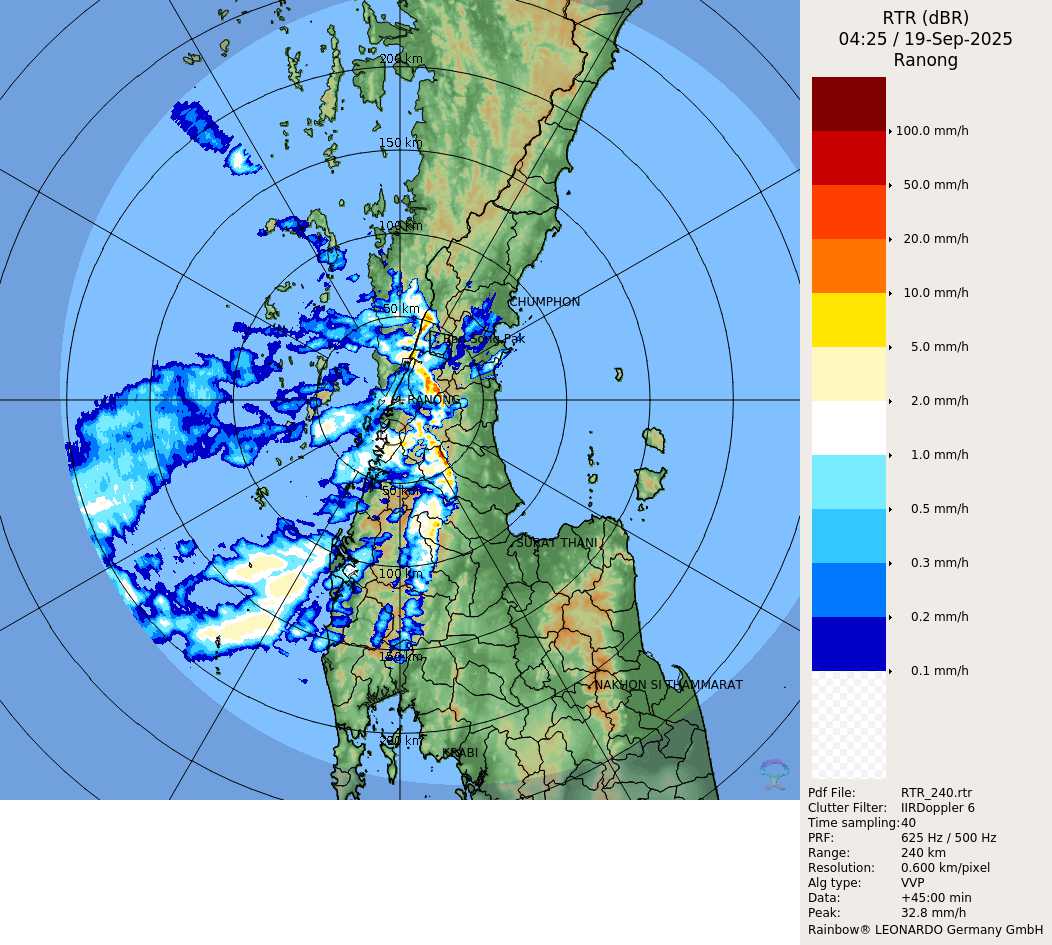 RTR (dBR)
04:25 / 19-Sep-2025
Ranong
100.0 mm/h
50.0 mm/h
20.0 mm/h
10.0 mm/h
5.0 mm/h
2.0 mm/h
1.0 mm/h
0.5 mm/h
0.3 mm/h
0.2 mm/h
0.1 mm/h
Pdf File: RTR_240.rtr
Clutter Filter: IIRDoppler 6
Time sampling:40
PRF: 625 Hz / 500 Hz
Range: 240 km
Resolution: 0.600 km/pixel
Alg type: VVP
Data: +45:00 min
Peak: 32.8 mm/h
Rainbow® LEONARDO Germany GmbH
200 km
150 km
100 km
CHUMPHON
50 km
RANONG
50 km
SURAT THANI
100 km
150 km
NAKHON SI THAMMARAT
200 km
KRABI